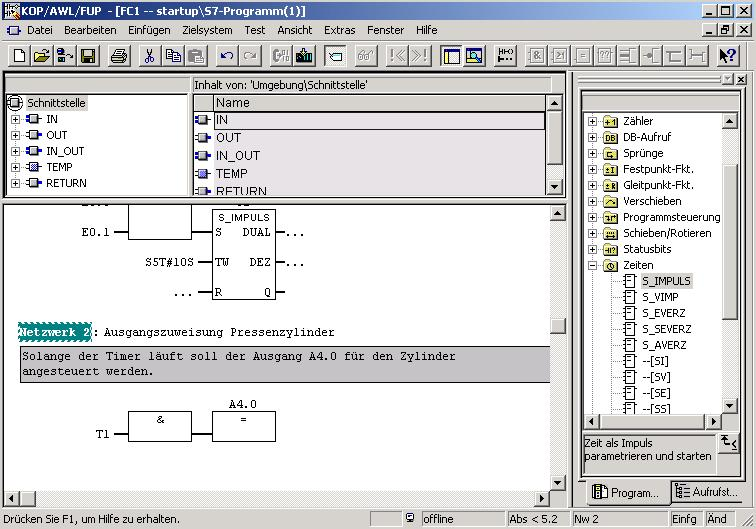 KOP/AWL/FUP - [FC1 -- startup\S7-Programm(1)]
Datei Bearbeiten Einfügen Zielsystem Test Ansicht Extras Fenster Hilfe
Inhalt von: 'Umgebung\Schnittstelle'
Schnittstelle
IN
OUT
IN_OUT
TEMP
RETURN
Name
IN
OUT
IN_OUT
TEMP
RETURN
S_IMPULS
E0.1 S DUAL ...
S5T#10S TW DEZ ...
... R Q
Netzwerk 2: Ausgangszuweisung Pressenzylinder
Solange der Timer läuft soll der Ausgang A4.0 für den Zylinder
angesteuert werden.
A4.0
& =
T1
Zähler
DB-Aufruf
Sprünge
Festpunkt-Fkt.
Gleitpunkt-Fkt.
Verschieben
Programmsteuerung
Schieben/Rotieren
Statusbits
Zeiten
S_IMPULS
S_VIMP
S_EVERZ
S_SEVERZ
S_AVERZ
--[SI]
--[SV]
--[SE]
--[SS]
Zeit als Impuls
parametrieren und starten
Program... Aufrufst...
Drücken Sie F1, um Hilfe zu erhalten. offline Abs < 5.2 Nw 2 Einfg Änd